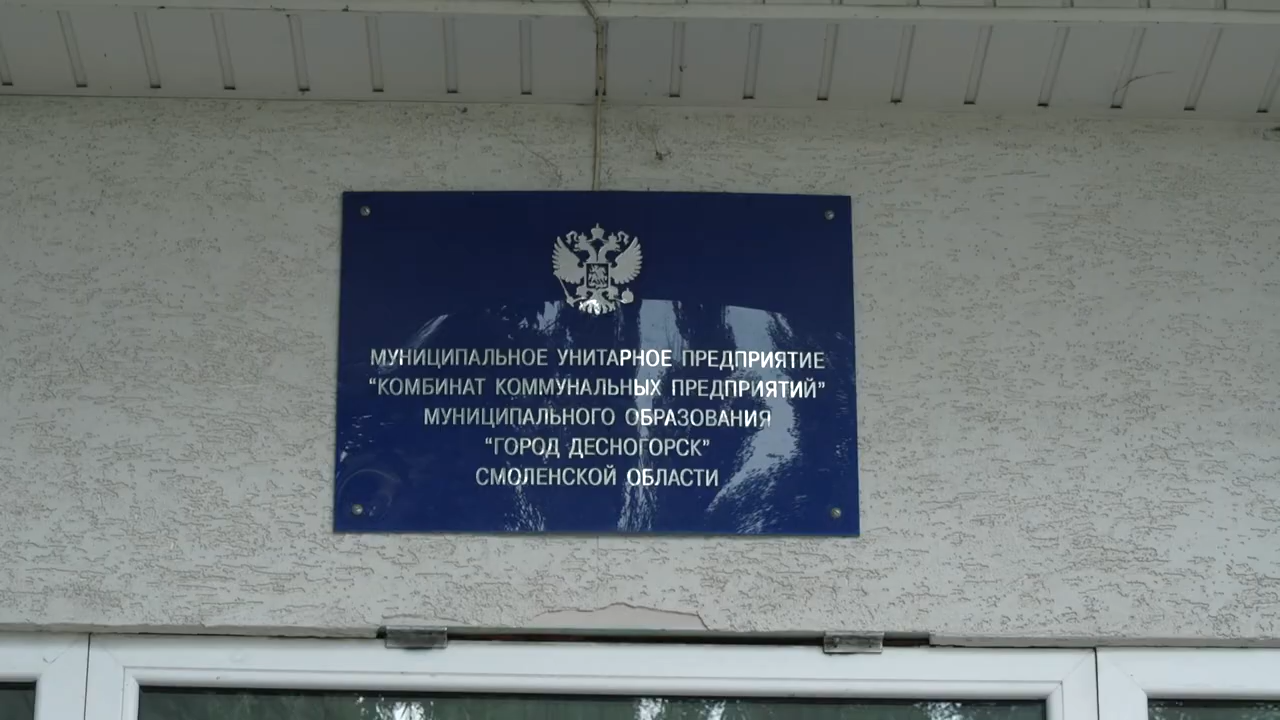 МУНИЦИПАЛЬНОЕ УНИТАРНОЕ ПРЕДПРИЯТИЕ
“КОМБИНАТ КОММУНАЛЬНЫХ ПРЕДПРИЯТИЙ”
МУНИЦИПАЛЬНОГО ОБРАЗОВАНИЯ
“ГОРОД ДЕСНОГОРСК”
СМОЛЕНСКОЙ ОБЛАСТИ